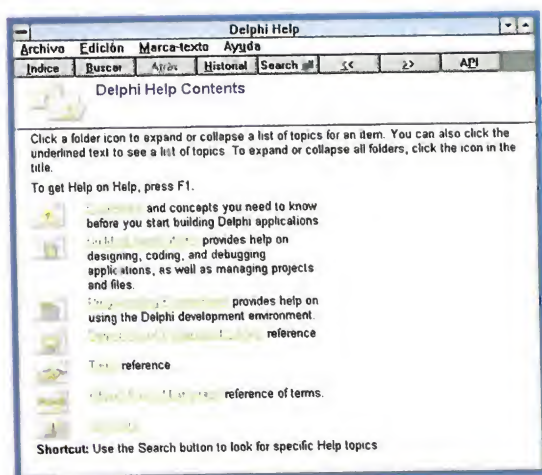 Delphi Help
Archivo Edición Marca-texto Ayuda
Indice Buscar Atrás Historial Search << >> API
Delphi Help Contents
Click a folder icon to expand or collapse a list of topics for an item. You can also click the
underlined text to see a list of topics. To expand or collapse all folders, click the icon in the
title.
To get Help on Help, press F1.
and concepts you need to know
before you start building Delphi applications
provides help on
designing, coding, and debugging
applications, as well as managing projects
and files.
provides help on
using the Delphi development environment.
reference
reference
reference of terms.
Shortcut: Use the Search button to look for specific Help topics